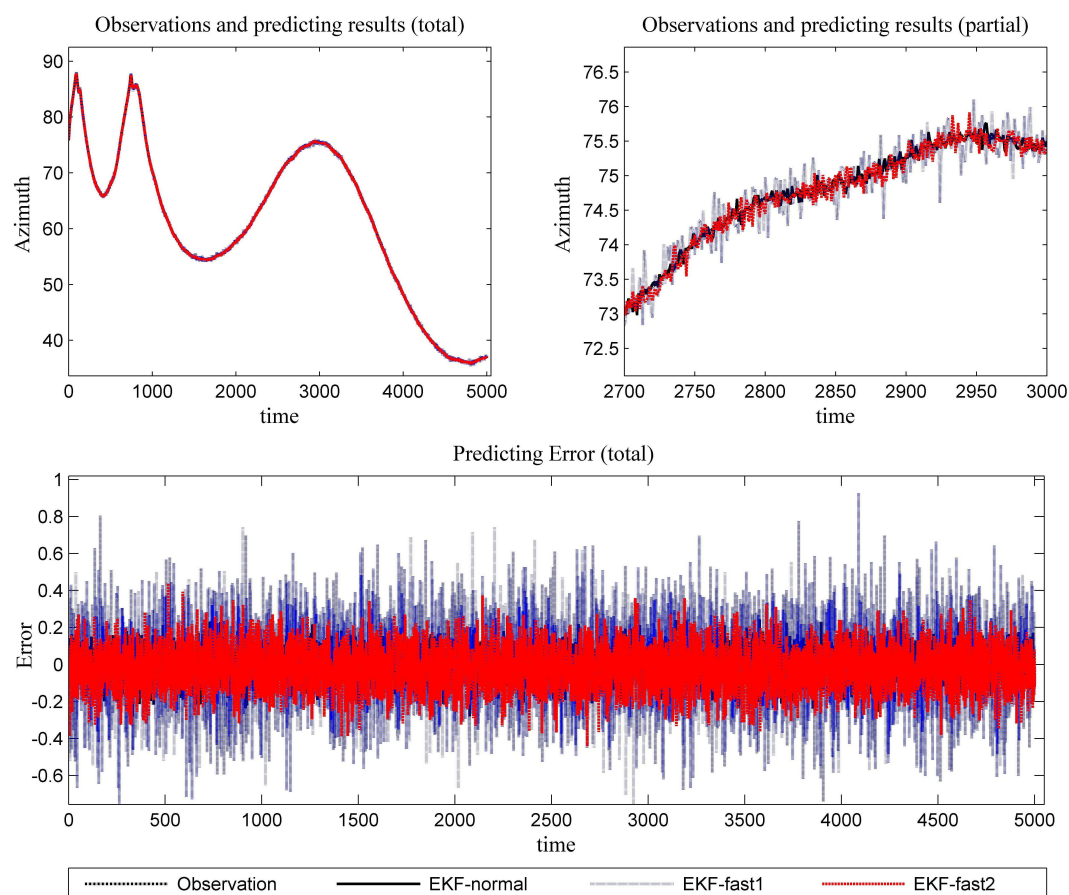 Observations and predicting results (total)
90
80
70
60
50
40
Azimuth
0 1000 2000 3000 4000 5000
time
Observations and predicting results (partial)
76.5
76
75.5
75
74.5
74
73.5
73
72.5
Azimuth
2700 2750 2800 2850 2900 2950 3000
time
Predicting Error (total)
1
0.8
0.6
0.4
0.2
0
-0.2
-0.4
-0.6
Error
0 500 1000 1500 2000 2500 3000 3500 4000 4500 5000
time
Observation EKF-normal EKF-fast1 EKF-fast2